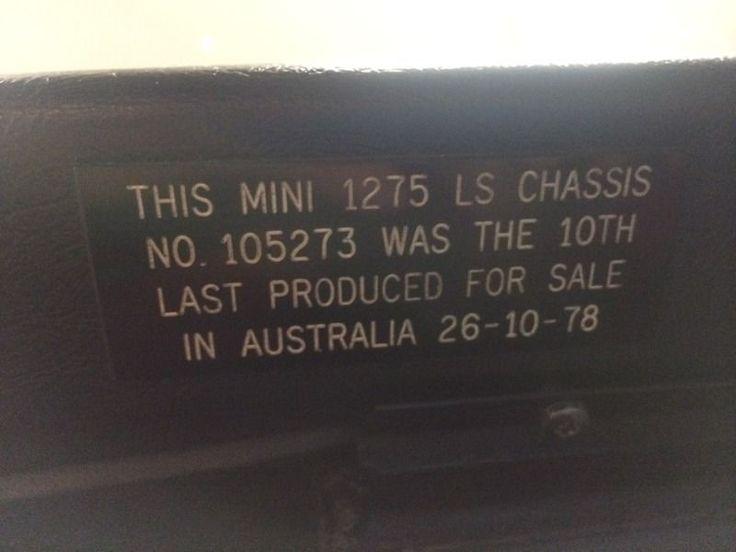 THIS MINI 1275 LS CHASSIS
NO. 105273 WAS THE 10TH
LAST PRODUCED FOR SALE
IN AUSTRALIA 26-10-78